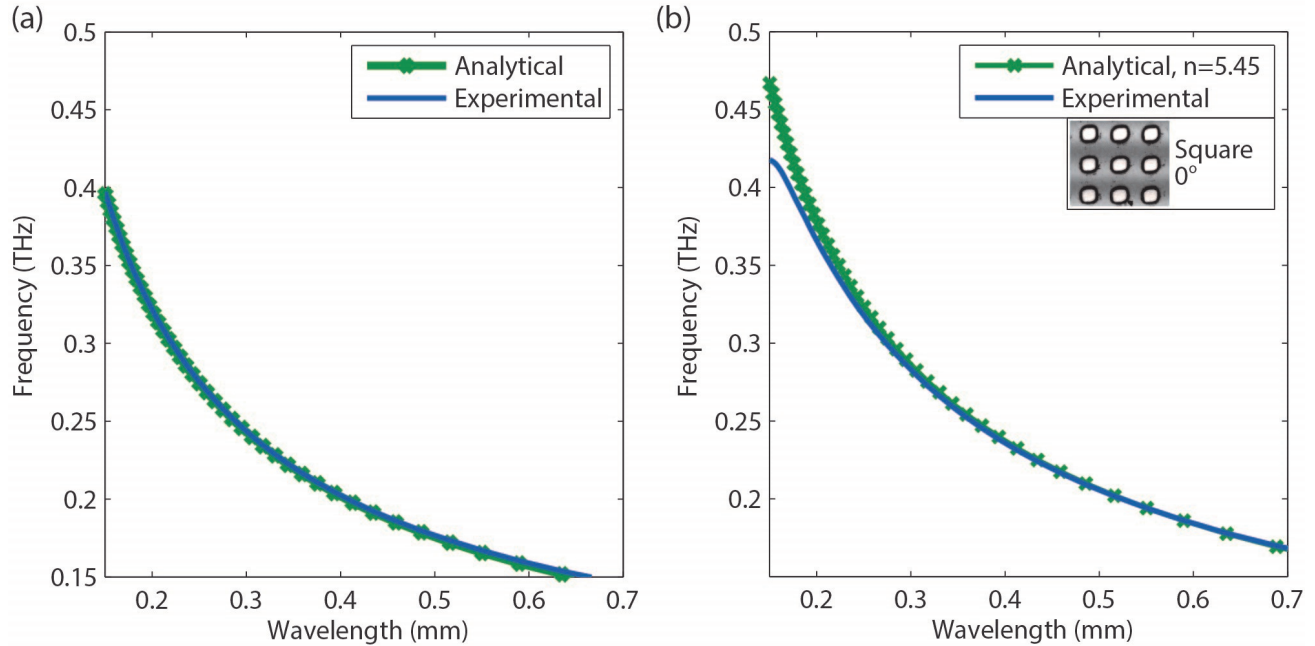 (a)
0.5
0.45
0.4
0.35
0.3
0.25
0.2
0.15
Frequency (THz)
0.2 0.3 0.4 0.5 0.6 0.7
Wavelength (mm)
Analytical
Experimental
(b)
0.5
0.45
0.4
0.35
0.3
0.25
0.2
Frequency (THz)
0.2 0.3 0.4 0.5 0.6 0.7
Wavelength (mm)
Analytical, n=5.45
Experimental
Square
0°